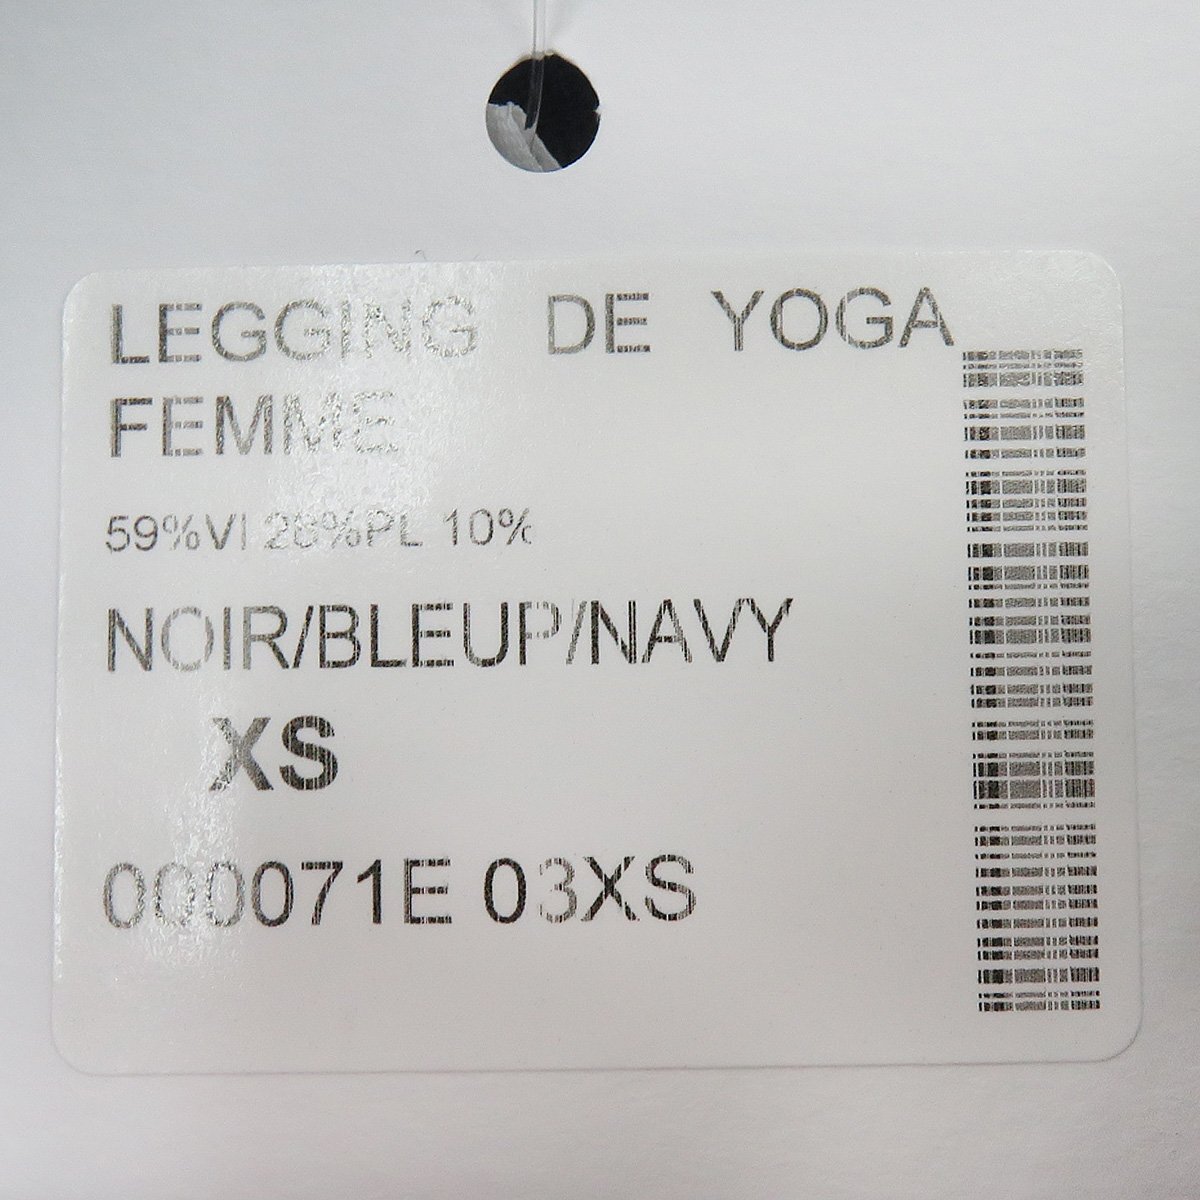 LEGGING DE YOGA
FEMME
59%VI 28%PL 10%
NOIR/BLEUP/NAVY
XS
000071E 03XS